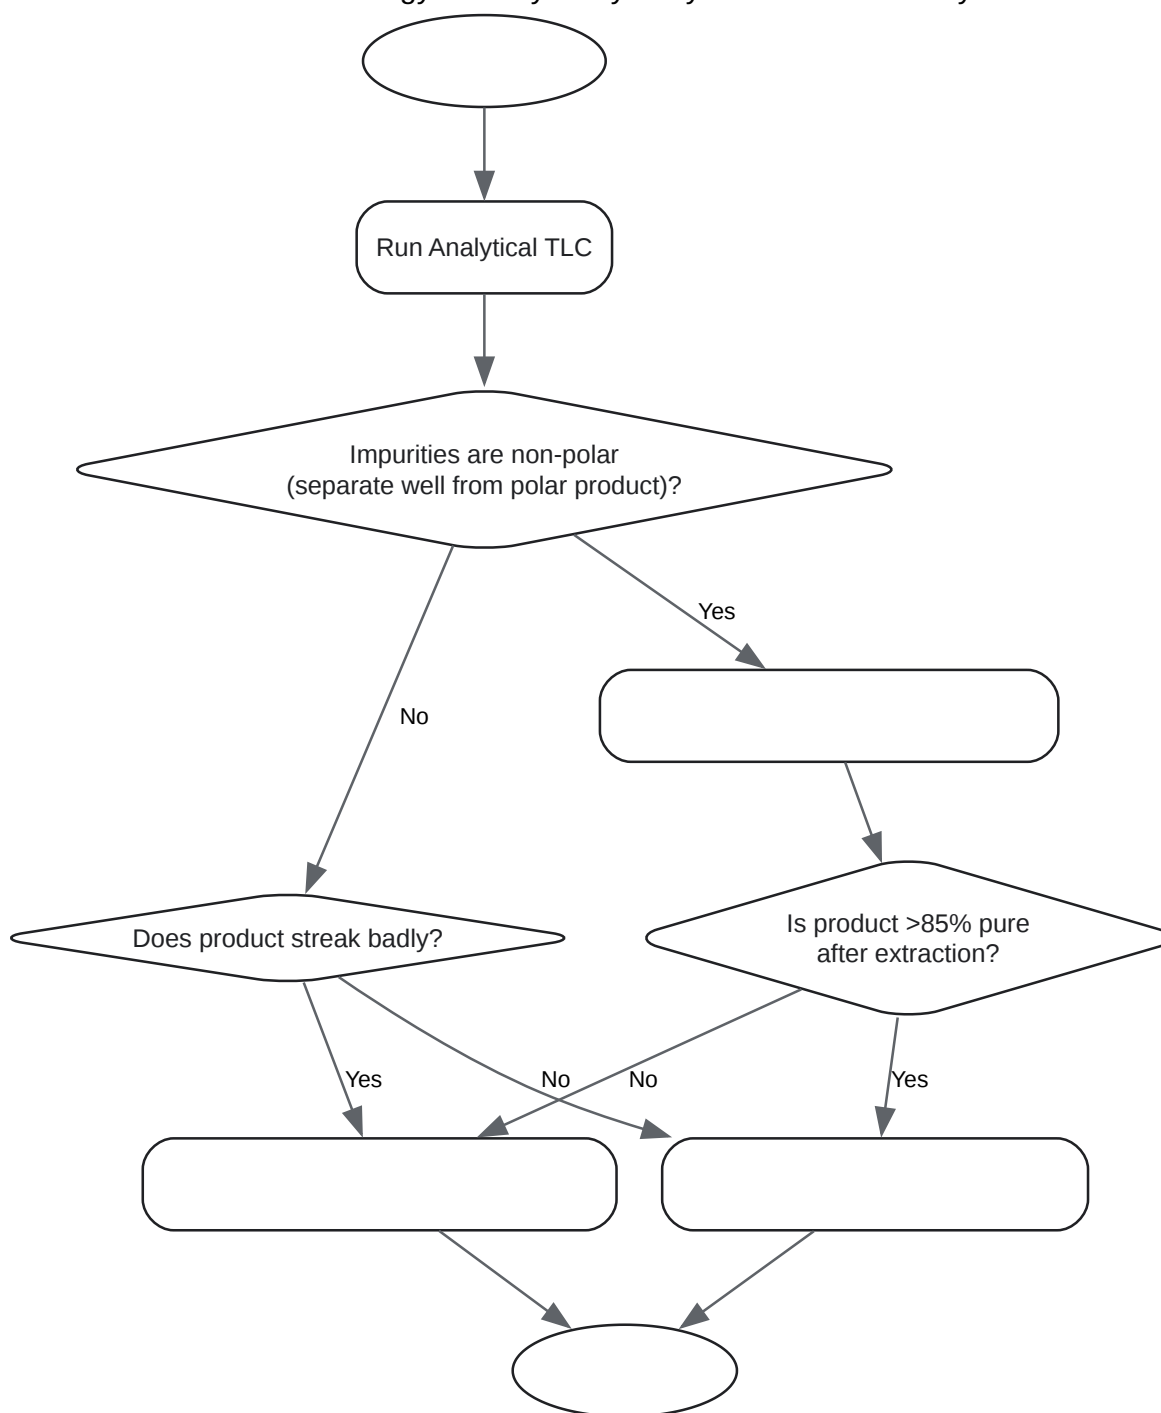 Run Analytical TLC
Impurities are non-polar
(separate well from polar product)?
Yes
No
Does product streak badly?
Is product >85% pure
after extraction?
Yes
No
No
Yes